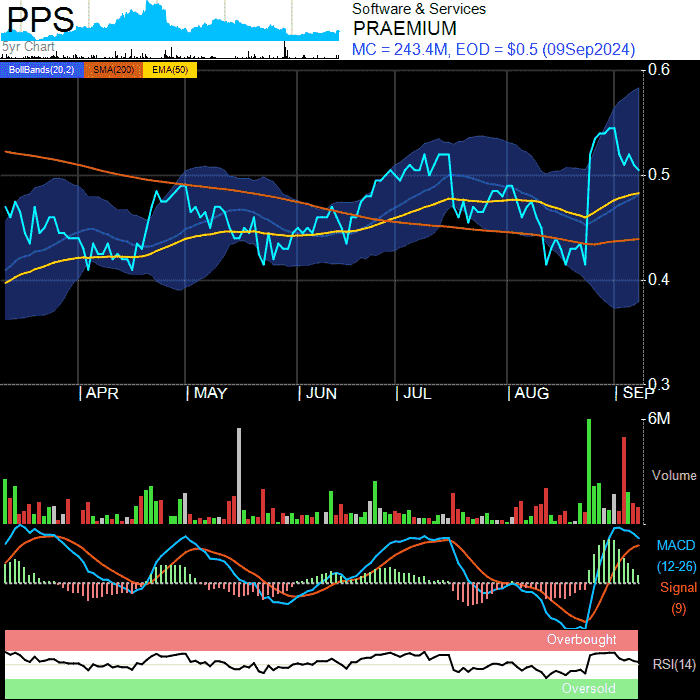 PPS
5yr Chart
Software & Services
PRAEMIUM
MC = 243.4M, EOD = $0.5 (09Sep2024)
BollBands(20,2) SMA(200) EMA(50)
0.6
0.5
0.4
0.3
APR MAY JUN JUL AUG SEP
6M
Volume
MACD
(12-26)
Signal
(9)
Overbought
RSI(14)
Oversold